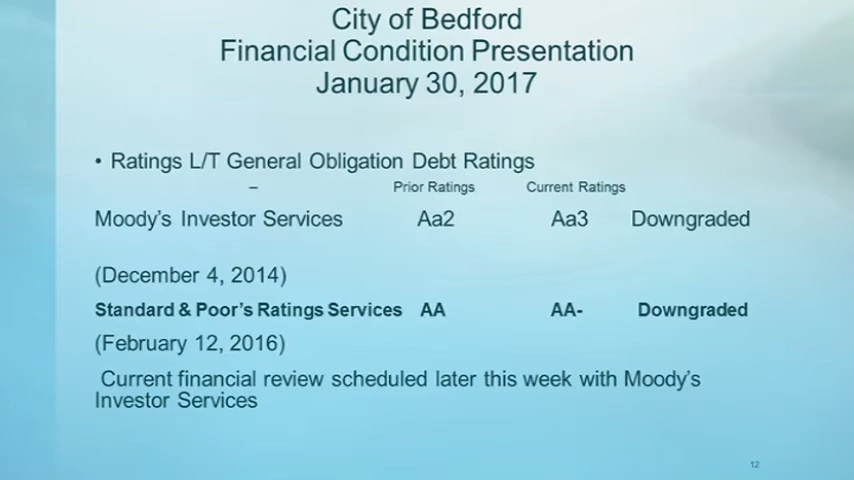 City of Bedford
Financial Condition Presentation
January 30, 2017
• Ratings L/T General Obligation Debt Ratings
– Prior Ratings Current Ratings
Moody's Investor Services Aa2 Aa3 Downgraded
(December 4, 2014)
Standard & Poor's Ratings Services AA AA- Downgraded
(February 12, 2016)
Current financial review scheduled later this week with Moody's
Investor Services
12